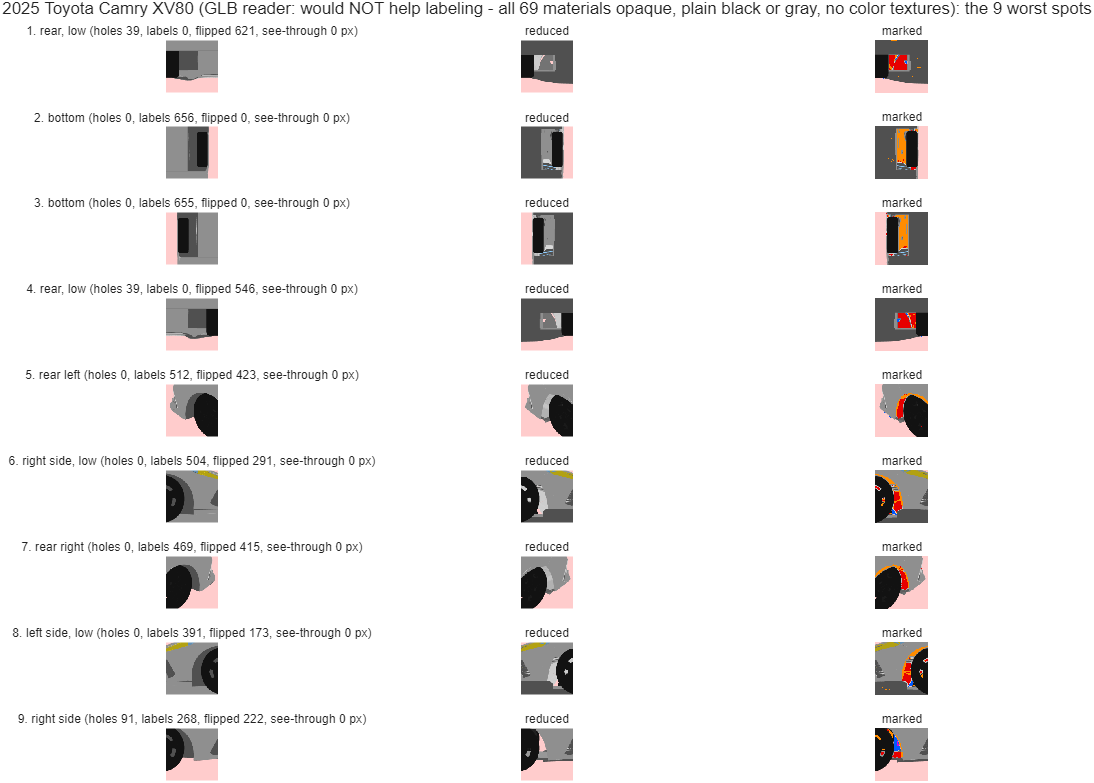 2025 Toyota Camry XV80 (GLB reader: would NOT help labeling - all 69 materials opaque, plain black or gray, no color textures): the 9 worst spots
1. rear, low (holes 39, labels 0, flipped 621, see-through 0 px) reduced marked
2. bottom (holes 0, labels 656, flipped 0, see-through 0 px) reduced marked
3. bottom (holes 0, labels 655, flipped 0, see-through 0 px) reduced marked
4. rear, low (holes 39, labels 0, flipped 546, see-through 0 px) reduced marked
5. rear left (holes 0, labels 512, flipped 423, see-through 0 px) reduced marked
6. right side, low (holes 0, labels 504, flipped 291, see-through 0 px) reduced marked
7. rear right (holes 0, labels 469, flipped 415, see-through 0 px) reduced marked
8. left side, low (holes 0, labels 391, flipped 173, see-through 0 px) reduced marked
9. right side (holes 91, labels 268, flipped 222, see-through 0 px) reduced marked